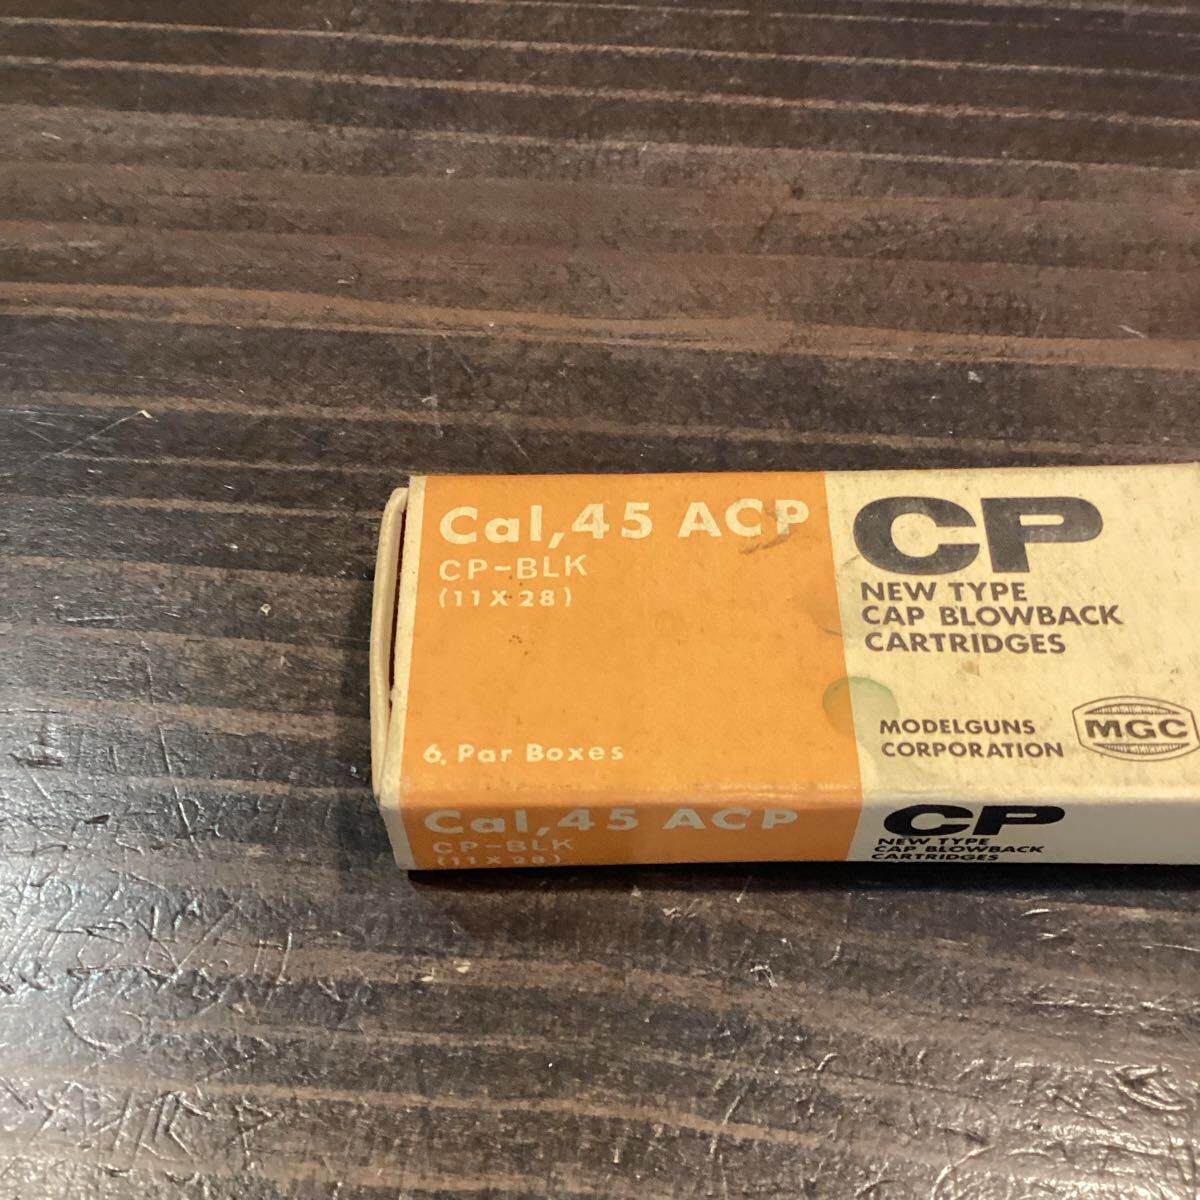 Cal,45 ACP
CP-BLK
(11X28)
6, Par Boxes
CP
NEW TYPE
CAP BLOWBACK
CARTRIDGES
MODELGUNS
CORPORATION
MGC
Cal,45 ACP
CP-BLK
(11X28)
CP
NEW TYPE
CAP BLOWBACK
CARTRIDGES